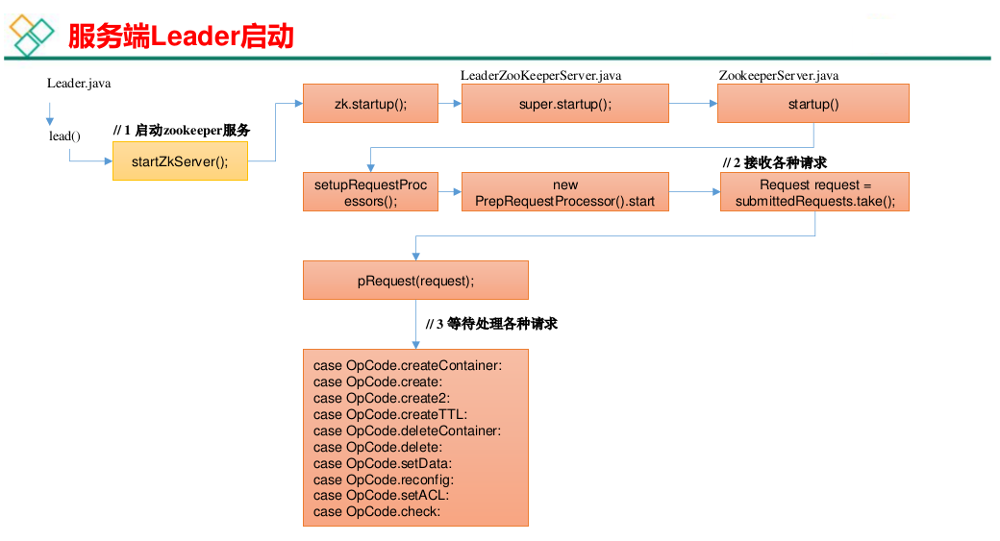 服务端Leader启动
Leader.java
LeaderZooKeeperServer.java
ZookeeperServer.java
zk.startup();
super.startup();
startup()
lead()
// 1 启动zookeeper服务
startZkServer();
// 2 接收各种请求
setupRequestProc
essors();
new
PrepRequestProcessor().start
Request request =
submittedRequests.take();
pRequest(request);
// 3 等待处理各种请求
case OpCode.createContainer:
case OpCode.create:
case OpCode.create2:
case OpCode.createTTL:
case OpCode.deleteContainer:
case OpCode.delete:
case OpCode.setData:
case OpCode.reconfig:
case OpCode.setACL:
case OpCode.check: